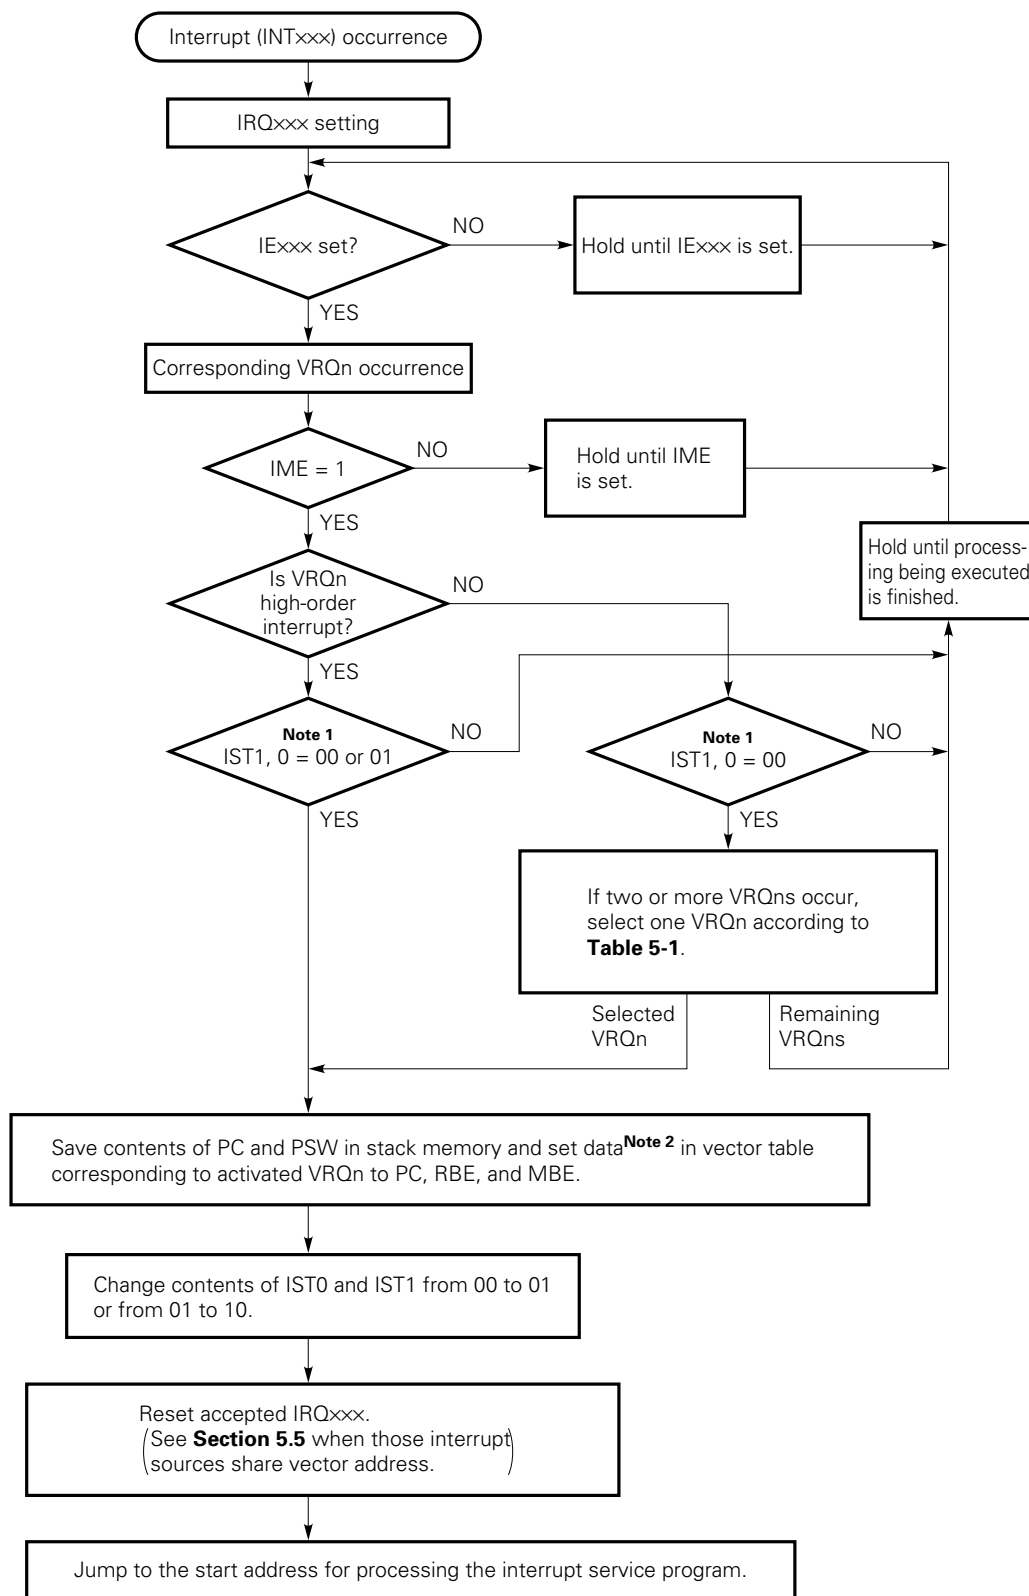 Interrupt (INT××××) occurrence
IRQ××× setting
IE××× set?
NO
Hold until IE××× is set.
YES
Corresponding VRQn occurrence
IME = 1
NO
Hold until IME
is set.
YES
Hold until process-
ing being executed
is finished.
Is VRQn
high-order
interrupt?
NO
YES
Note 1
IST1, 0 = 00 or 01
NO
Note 1
IST1, 0 = 00
NO
YES
YES
If two or more VRQns occur,
select one VRQn according to
Table 5-1.
Selected
VRQn
Remaining
VRQns
Save contents of PC and PSW in stack memory and set data Note 2 in vector table
corresponding to activated VRQn to PC, RBE, and MBE.
Change contents of IST0 and IST1 from 00 to 01
or from 01 to 10.
Reset accepted IRQ×××.
(See Section 5.5 when those interrupt
sources share vector address.)
Jump to the start address for processing the interrupt service program.